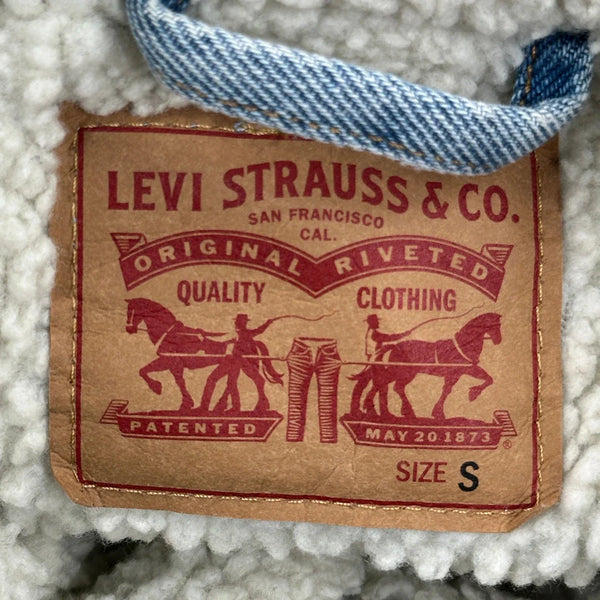 LEVI STRAUSS & CO.
SAN FRANCISCO
CAL.
ORIGINAL RIVETED
QUALITY CLOTHING
PATENTED MAY 20 1873 ®
SIZE S